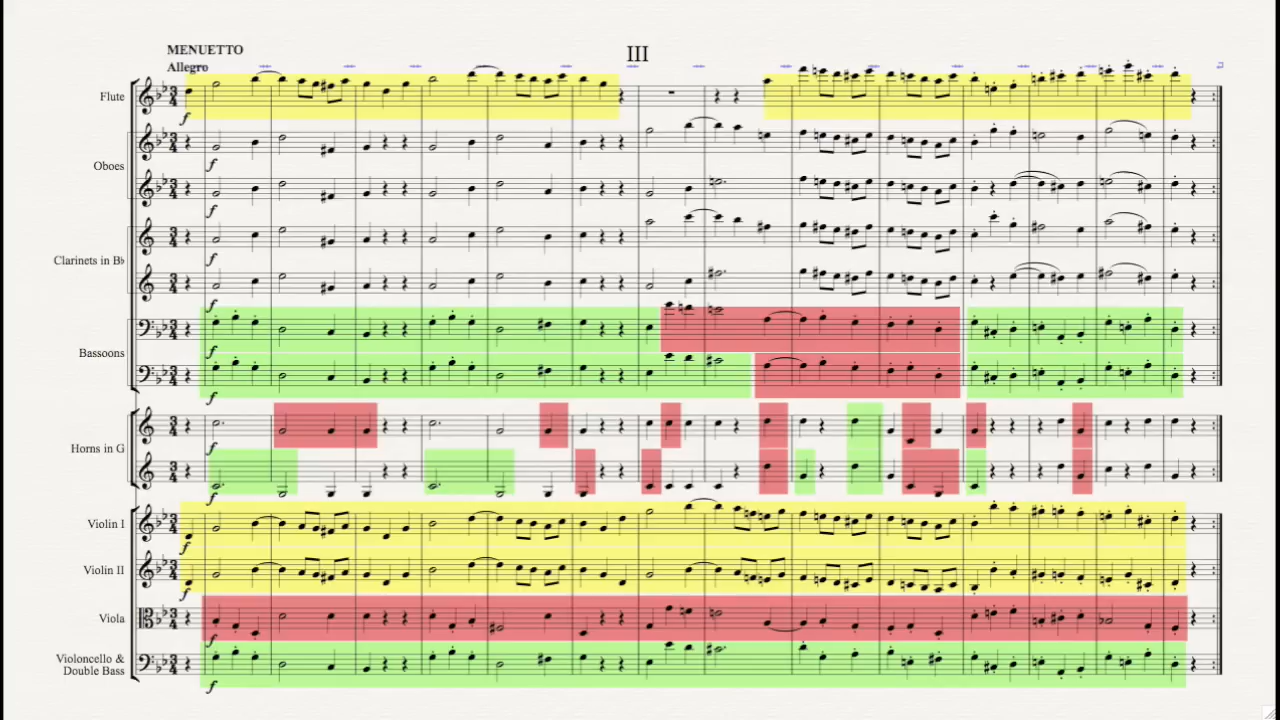 MENUETTO
III
Allegro
Flute
f
Oboes
f
f
Clarinets in B♭
f
f
Bassoons
f
f
Horns in G
f
Violin I
f
Violin II
f
Viola
f
Violoncello &
Double Bass
f